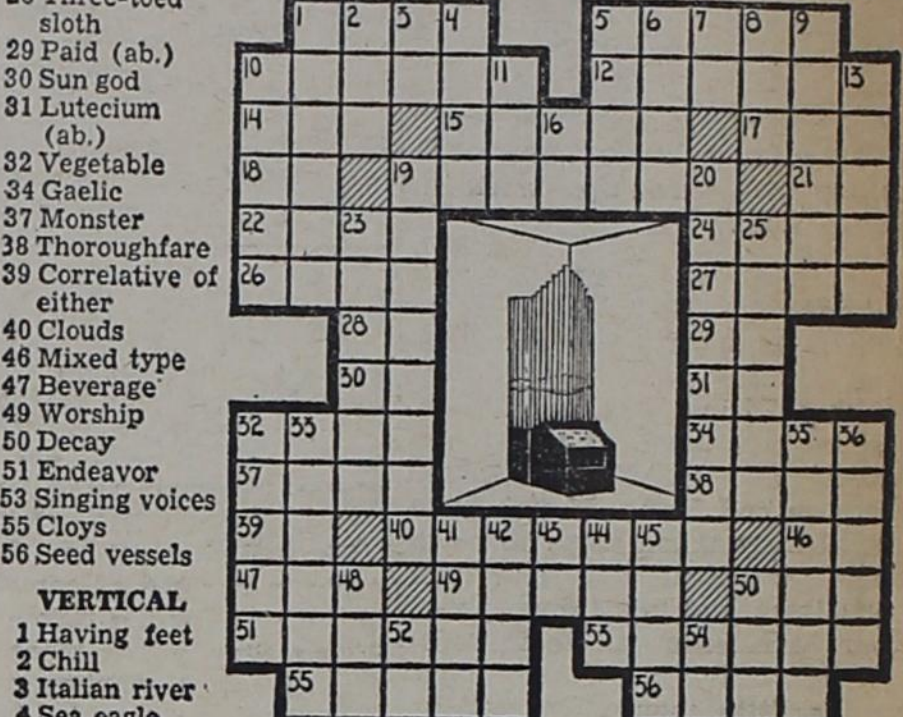 sloth
29 Paid (ab.)
30 Sun god
31 Lutecium
(ab.)
32 Vegetable
34 Gaelic
37 Monster
38 Thoroughfare
39 Correlative of
either
40 Clouds
46 Mixed type
47 Beverage
49 Worship
50 Decay
51 Endeavor
53 Singing voices
55 Cloys
56 Seed vessels
VERTICAL
1 Having feet
2 Chill
3 Italian river
4 Sea eagle
1 2 3 4 5 6 7 8 9
10 11 12 13
14 15 16 17
18 19 20 21
22 23 24 25
26 27
28 29
30 31
32 33 34 35 36
37 38
39 40 41 42 43 44 45 46
47 48 49 50
51 52 53 54
55 56